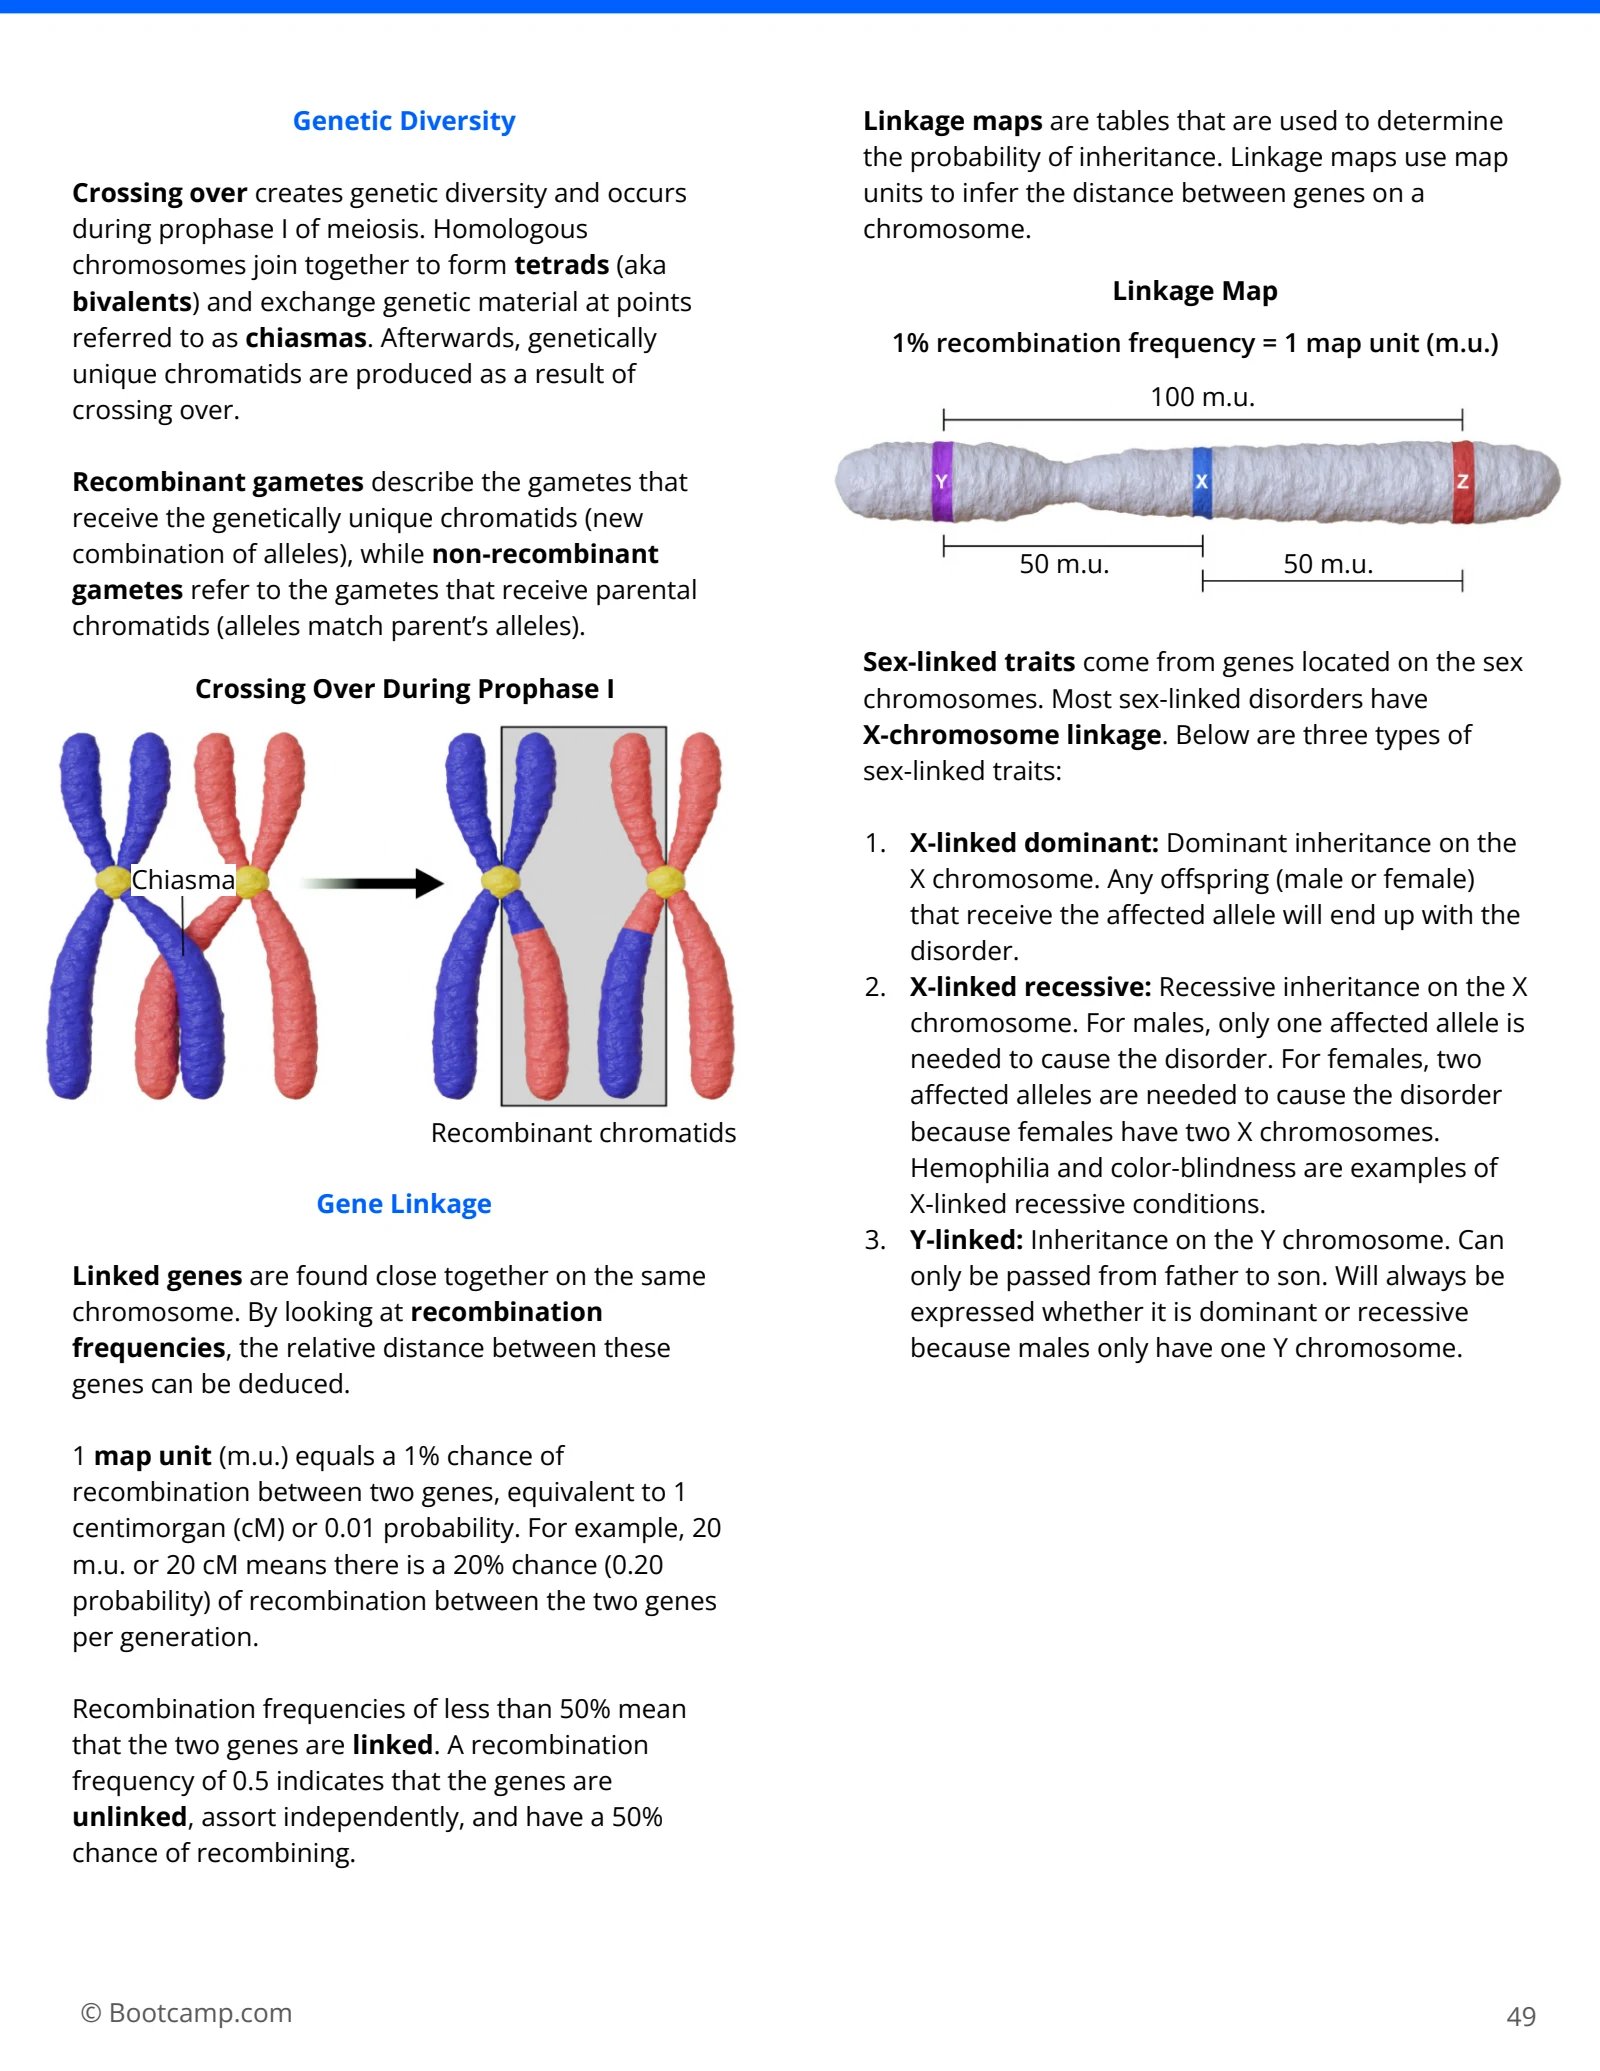 Genetic Diversity
Crossing over creates genetic diversity and occurs
during prophase I of meiosis. Homologous
chromosomes join together to form tetrads (aka
bivalents) and exchange genetic material at points
referred to as chiasmas. Afterwards, genetically
unique chromatids are produced as a result of
crossing over.
Recombinant gametes describe the gametes that
receive the genetically unique chromatids (new
combination of alleles), while non-recombinant
gametes refer to the gametes that receive parental
chromatids (alleles match parent’s alleles).
Crossing Over During Prophase I
Chiasma
Recombinant chromatids
Gene Linkage
Linked genes are found close together on the same
chromosome. By looking at recombination
frequencies, the relative distance between these
genes can be deduced.
1 map unit (m.u.) equals a 1% chance of
recombination between two genes, equivalent to 1
centimorgan (cM) or 0.01 probability. For example, 20
m.u. or 20 cM means there is a 20% chance (0.20
probability) of recombination between the two genes
per generation.
Recombination frequencies of less than 50% mean
that the two genes are linked. A recombination
frequency of 0.5 indicates that the genes are
unlinked, assort independently, and have a 50%
chance of recombining.
Linkage maps are tables that are used to determine
the probability of inheritance. Linkage maps use map
units to infer the distance between genes on a
chromosome.
Linkage Map
1% recombination frequency = 1 map unit (m.u.)
100 m.u.
Y X Z
50 m.u. 50 m.u.
Sex-linked traits come from genes located on the sex
chromosomes. Most sex-linked disorders have
X-chromosome linkage. Below are three types of
sex-linked traits:
1. X-linked dominant: Dominant inheritance on the
X chromosome. Any offspring (male or female)
that receive the affected allele will end up with the
disorder.
2. X-linked recessive: Recessive inheritance on the X
chromosome. For males, only one affected allele is
needed to cause the disorder. For females, two
affected alleles are needed to cause the disorder
because females have two X chromosomes.
Hemophilia and color-blindness are examples of
X-linked recessive conditions.
3. Y-linked: Inheritance on the Y chromosome. Can
only be passed from father to son. Will always be
expressed whether it is dominant or recessive
because males only have one Y chromosome.
© Bootcamp.com
49